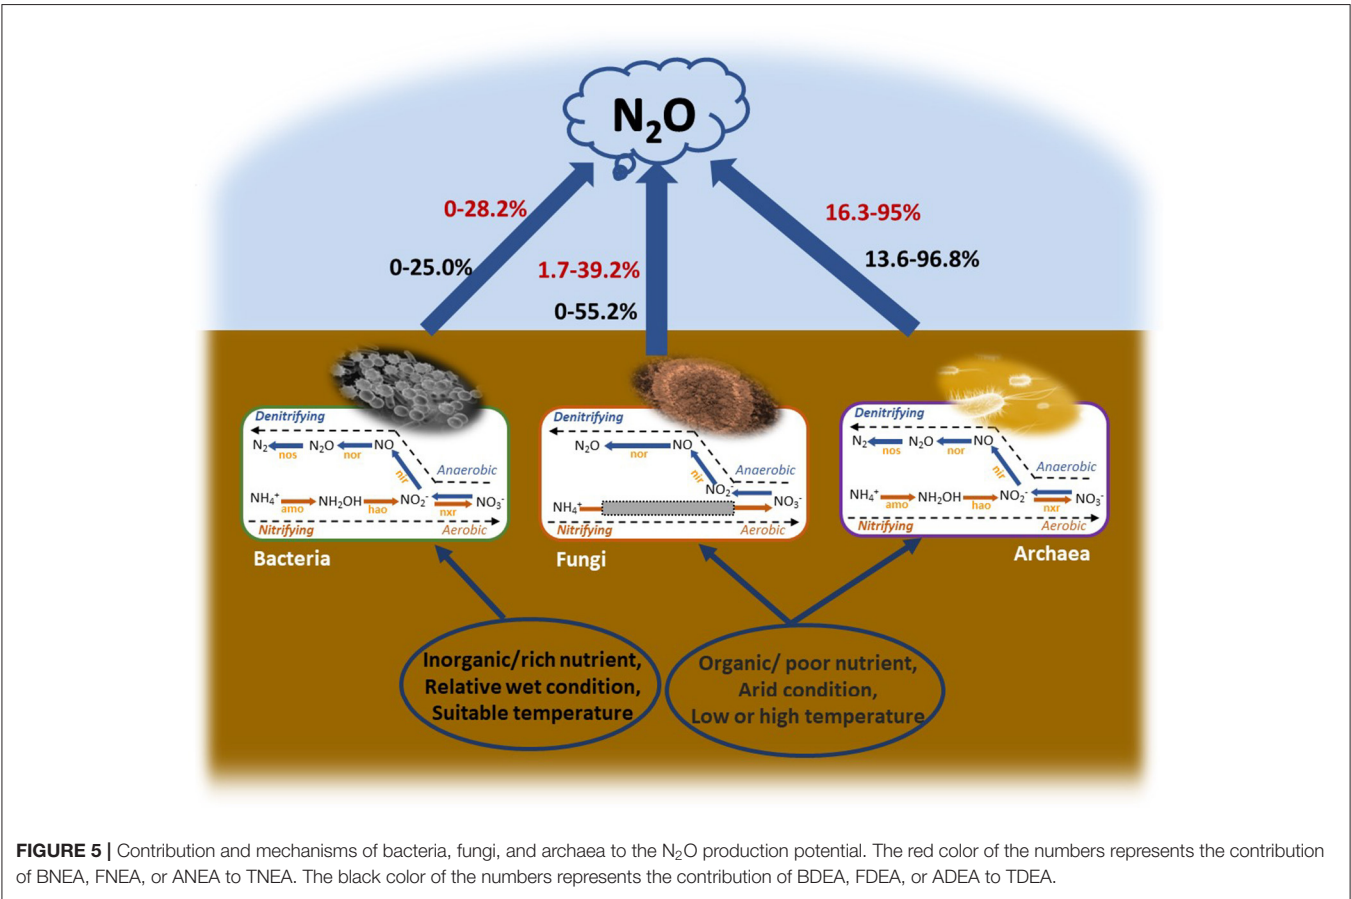 N₂O
0-28.2%
16.3-95%
0-25.0%
1.7-39.2%
13.6-96.8%
0-55.2%
Denitrifying
N₂ N₂O NO
nos nor
nir
Anaerobic
NH₄⁺ NH₂OH NO₂⁻ NO₃⁻
amo hao nxr
Nitrifying Aerobic
Bacteria
Denitrifying
N₂O NO
nor
nir
Anaerobic
NO₂⁻
NH₄⁺ NO₃⁻
nxr
Nitrifying Aerobic
Fungi
Denitrifying
N₂ N₂O NO
nos nor
nir
Anaerobic
NH₄⁺ NH₂OH NO₂⁻ NO₃⁻
amo hao nxr
Nitrifying Aerobic
Archaea
Inorganic/rich nutrient,
Relative wet condition,
Suitable temperature
Organic/ poor nutrient,
Arid condition,
Low or high temperature
FIGURE 5 | Contribution and mechanisms of bacteria, fungi, and archaea to the N₂O production potential. The red color of the numbers represents the contribution
of BNEA, FNEA, or ANEA to TNEA. The black color of the numbers represents the contribution of BDEA, FDEA, or ADEA to TDEA.